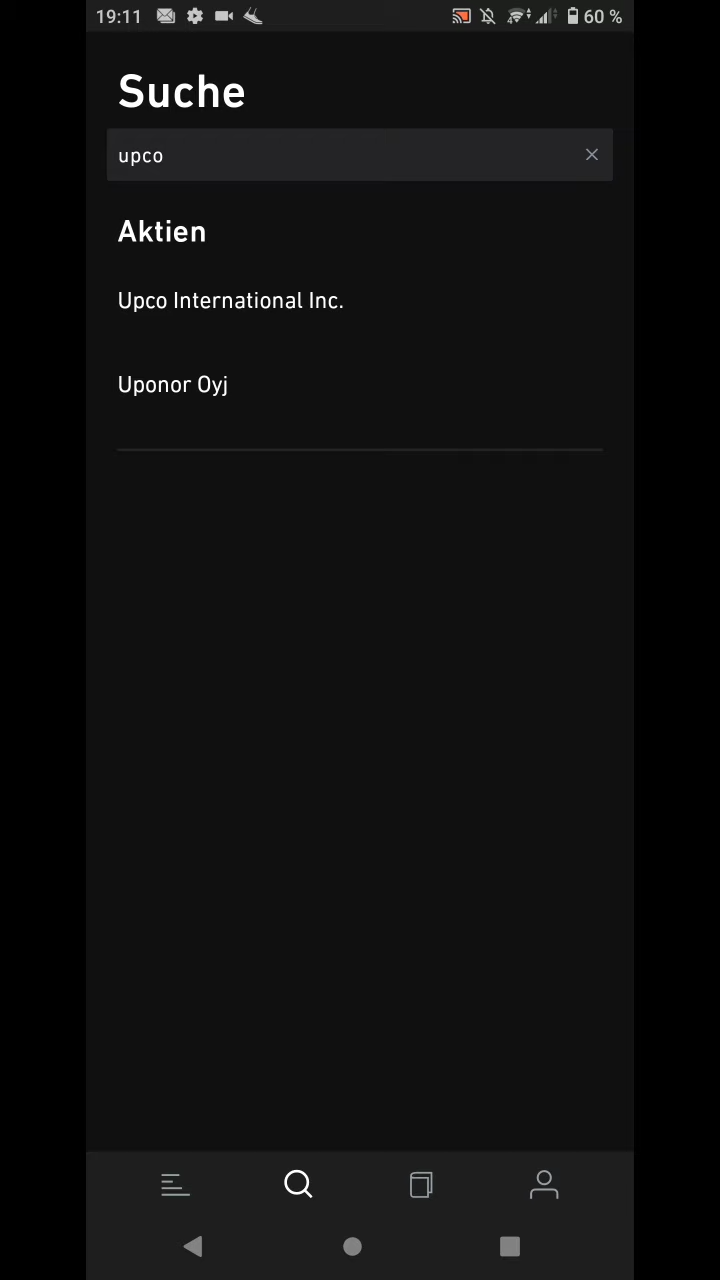 19:11
60 %
Suche
upco
Aktien
Upco International Inc.
Uponor Oyj